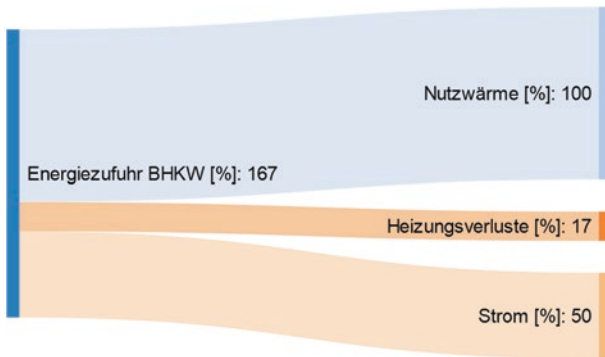 Nutzwärme [%]: 100
Energiezufuhr BHKW [%]: 167
Heizungsverluste [%]: 17
Strom [%]: 50